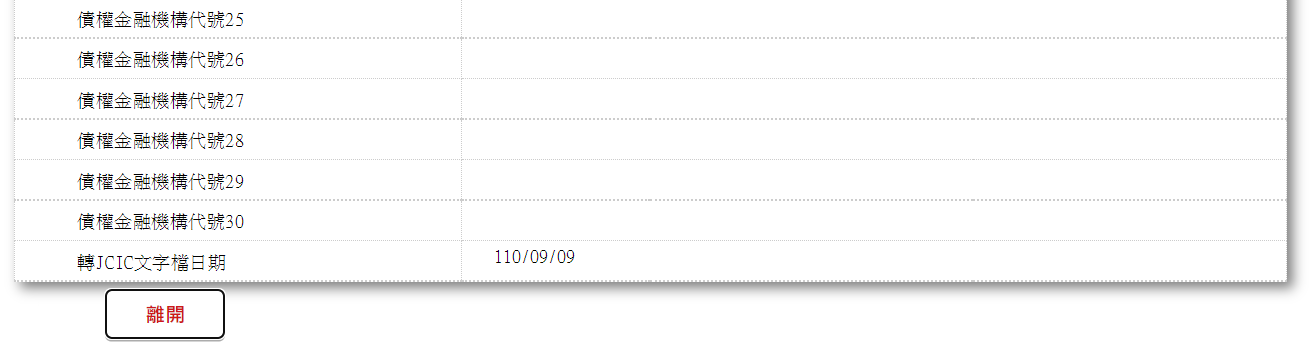 債權金融機構代號25
債權金融機構代號26
債權金融機構代號27
債權金融機構代號28
債權金融機構代號29
債權金融機構代號30
轉JCIC文字檔日期 110/09/09
離開